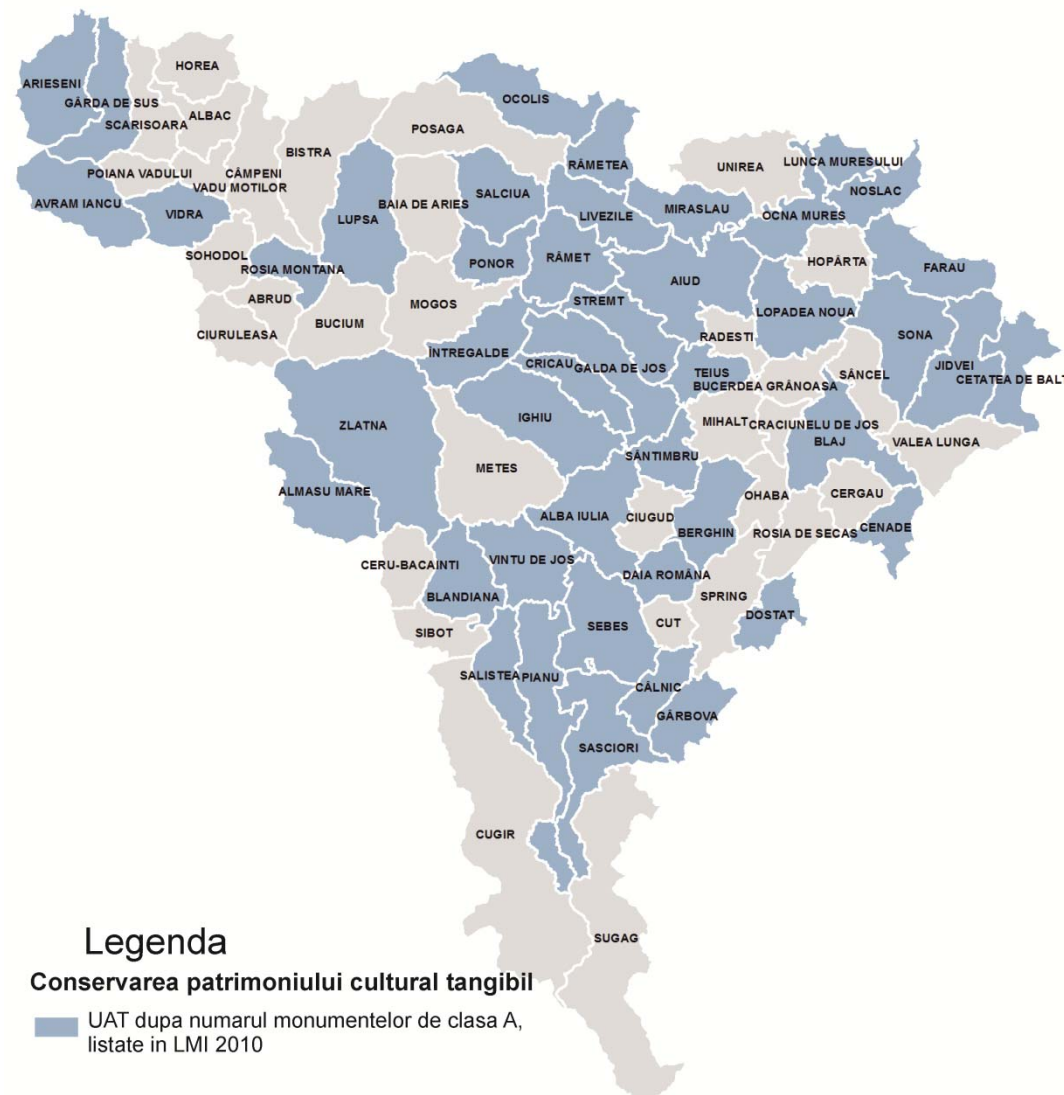 HOREA
ARIESENI
GÂRDA DE SUS
OCOLIS
ALBAC
SCARISOARA
POSAGA
BISTRA
RÂMETEA
UNIREA
LUNCA MURESULUI
POIANA VADULUI
CÂMPENI
VADU MOTILOR
NOSLAC
SALCIUA
AVRAM IANCU
VIDRA
BAIA DE ARIES
LUPSA
LIVEZILE
MIRASLAU
OCNA MURES
SOHODOL
ROSIA MONTANA
PONOR
RÂMET
HOPÂRTA
FARAU
AIUD
ABRUD
MOGOS
STREMT
LOPADEA NOUA
BUCIUM
CIURULEASA
RADESTI
SONA
ÎNTREGALDE
CRICAU
GALDA DE JOS
TEIUS
SÂNCEL
JIDVEI
BUCERDEA GRÂNOASA
CETATEA DE BALT
IGHIU
ZLATNA
MIHALT
CRACIUNELU DE JOS
BLAJ
VALEA LUNGA
SÂNTIMBRU
METES
ALMASU MARE
OHABA
CERGAU
ALBA IULIA
CIUGUD
BERGHIN
ROSIA DE SECAS
CENADE
VINTU DE JOS
CERU-BACAINTI
DAIA ROMÂNA
BLANDIANA
SPRING
DOSTAT
SEBES
CUT
SIBOT
SALISTEA
PIANU
CÂLNIC
GÂRBOVA
SASCIORI
CUGIR
SUGAG
Legenda
Conservarea patrimoniului cultural tangibil
UAT dupa numarul monumentelor de clasa A,
listate in LMI 2010